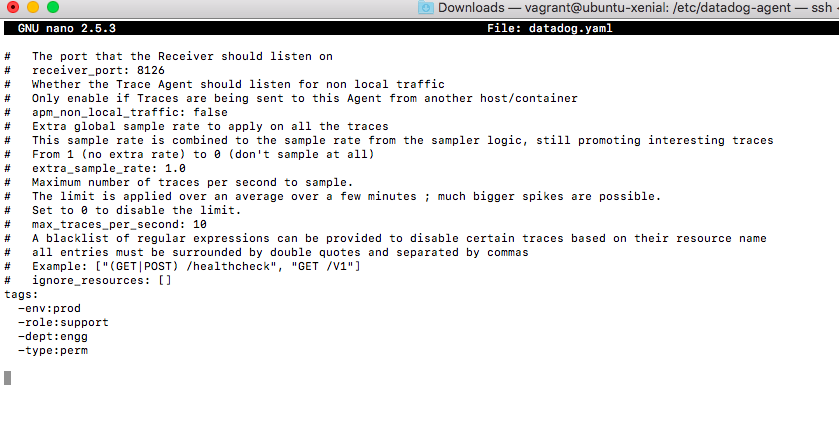 Downloads — vagrant@ubuntu-xenial: /etc/datadog-agent — ssh
GNU nano 2.5.3 File: datadog.yaml
# The port that the Receiver should listen on
# receiver_port: 8126
# Whether the Trace Agent should listen for non local traffic
# Only enable if Traces are being sent to this Agent from another host/container
# apm_non_local_traffic: false
# Extra global sample rate to apply on all the traces
# This sample rate is combined to the sample rate from the sampler logic, still promoting interesting traces
# From 1 (no extra rate) to 0 (don't sample at all)
# extra_sample_rate: 1.0
# Maximum number of traces per second to sample.
# The limit is applied over an average over a few minutes ; much bigger spikes are possible.
# Set to 0 to disable the limit.
# max_traces_per_second: 10
# A blacklist of regular expressions can be provided to disable certain traces based on their resource name
# all entries must be surrounded by double quotes and separated by commas
# Example: ["(GET|POST) /healthcheck", "GET /V1"]
# ignore_resources: []
tags:
-env:prod
-role:support
-dept:engg
-type:perm